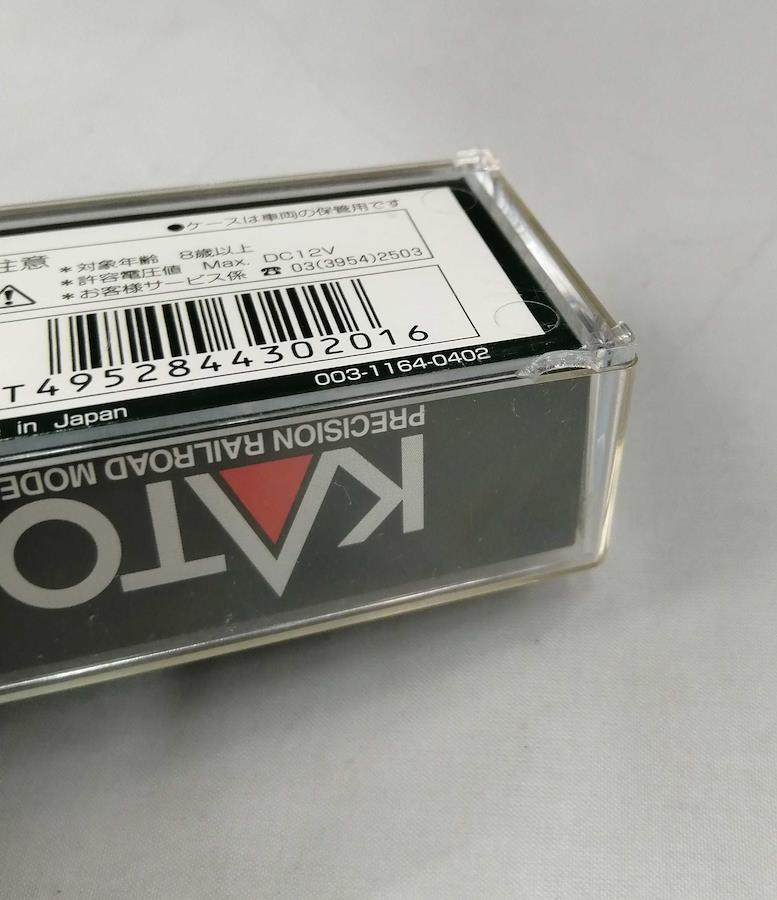 ●ケースは車両の保管用です
注意
＊対象年齢 8歳以上
＊許容電圧値 Max. DC12V
＊お客様サービス係 ☎ 03(3954)2503
T4952844302016
003-1164-0402
in Japan
KATO
PRECISION RAILROAD